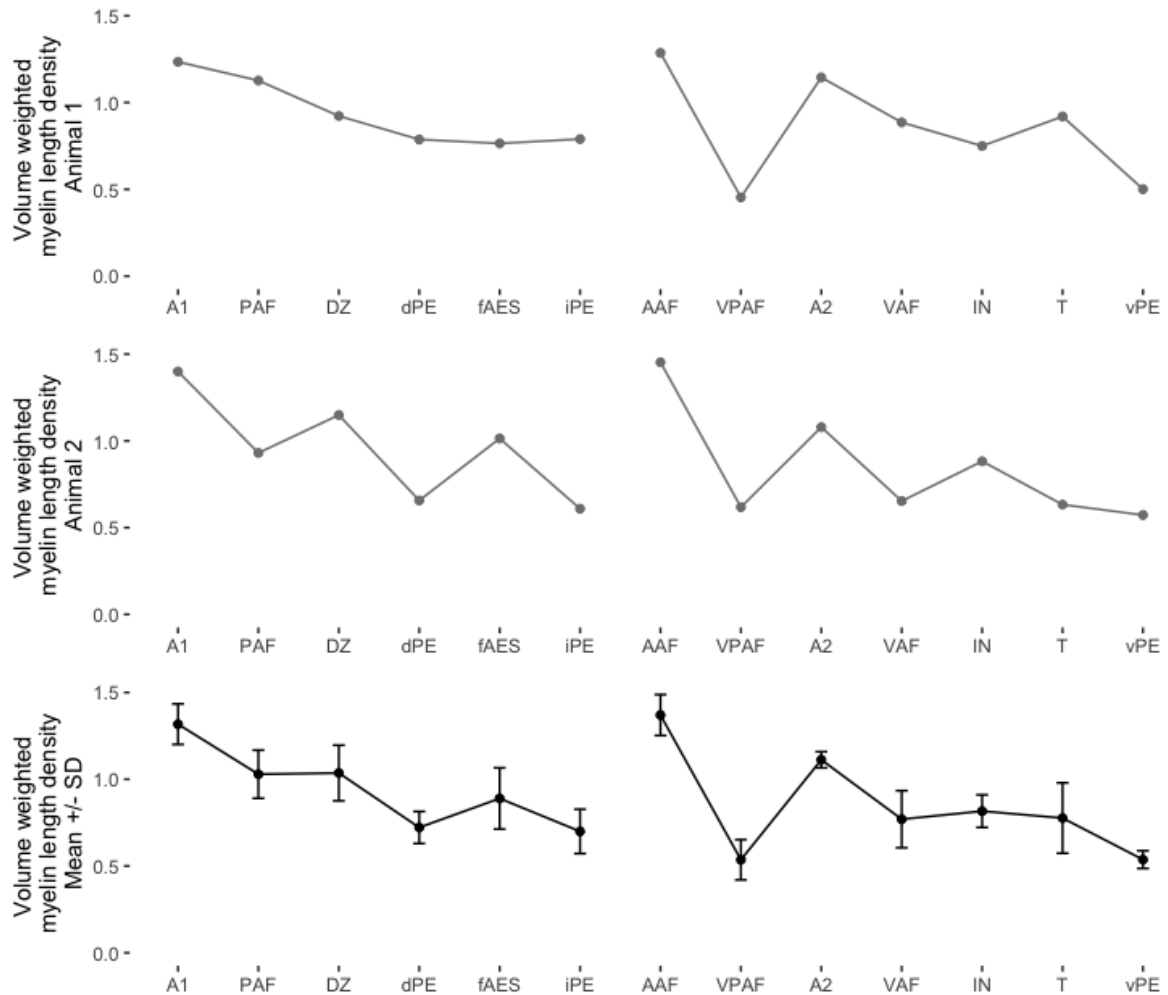 Volume weighted
myelin length density
Animal 1
1.5
1.0
0.5
0.0
A1 PAF DZ dPE fAES iPE AAF VPAF A2 VAF IN T vPE
Volume weighted
myelin length density
Animal 2
1.5
1.0
0.5
0.0
A1 PAF DZ dPE fAES iPE AAF VPAF A2 VAF IN T vPE
Volume weighted
myelin length density
Mean +/- SD
1.5
1.0
0.5
0.0
A1 PAF DZ dPE fAES iPE AAF VPAF A2 VAF IN T vPE